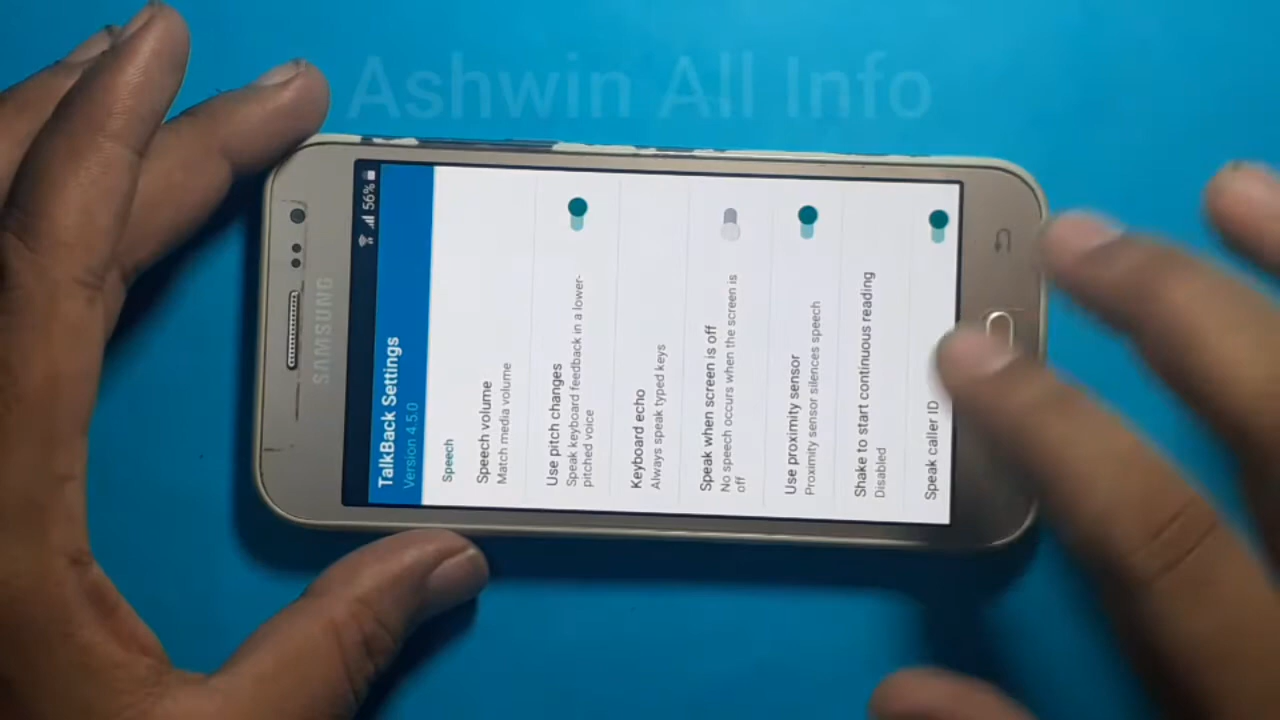 Ashwin All Info
SAMSUNG
56%
TalkBack Settings
Version 4.5.0
Speech
Speech volume
Match media volume
Use pitch changes
Speak keyboard feedback in a lower-
pitched voice
Keyboard echo
Always speak typed keys
Speak when screen is off
No speech occurs when the screen is
off
Use proximity sensor
Proximity sensor silences speech
Shake to start continuous reading
Disabled
Speak caller ID